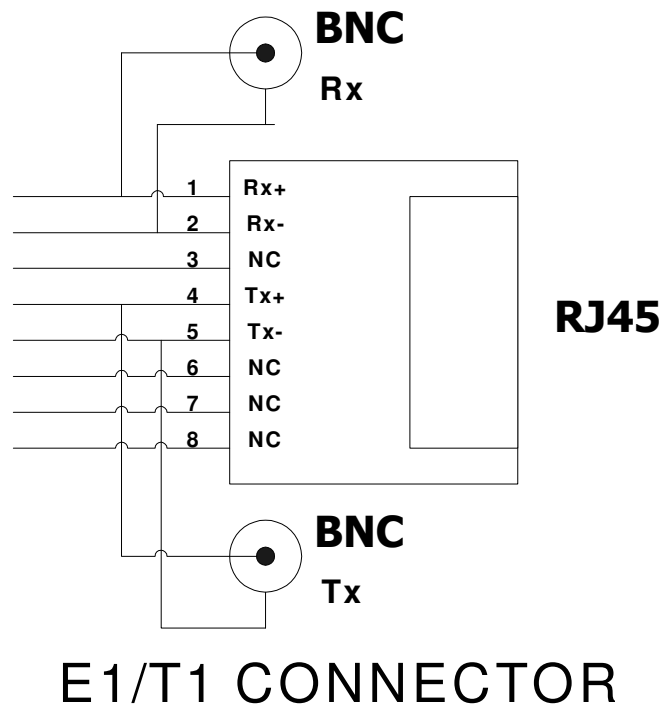 BNC
Rx
1 Rx+
2 Rx-
3 NC
4 Tx+
5 Tx-
6 NC
7 NC
8 NC
RJ45
BNC
Tx
E1/T1 CONNECTOR